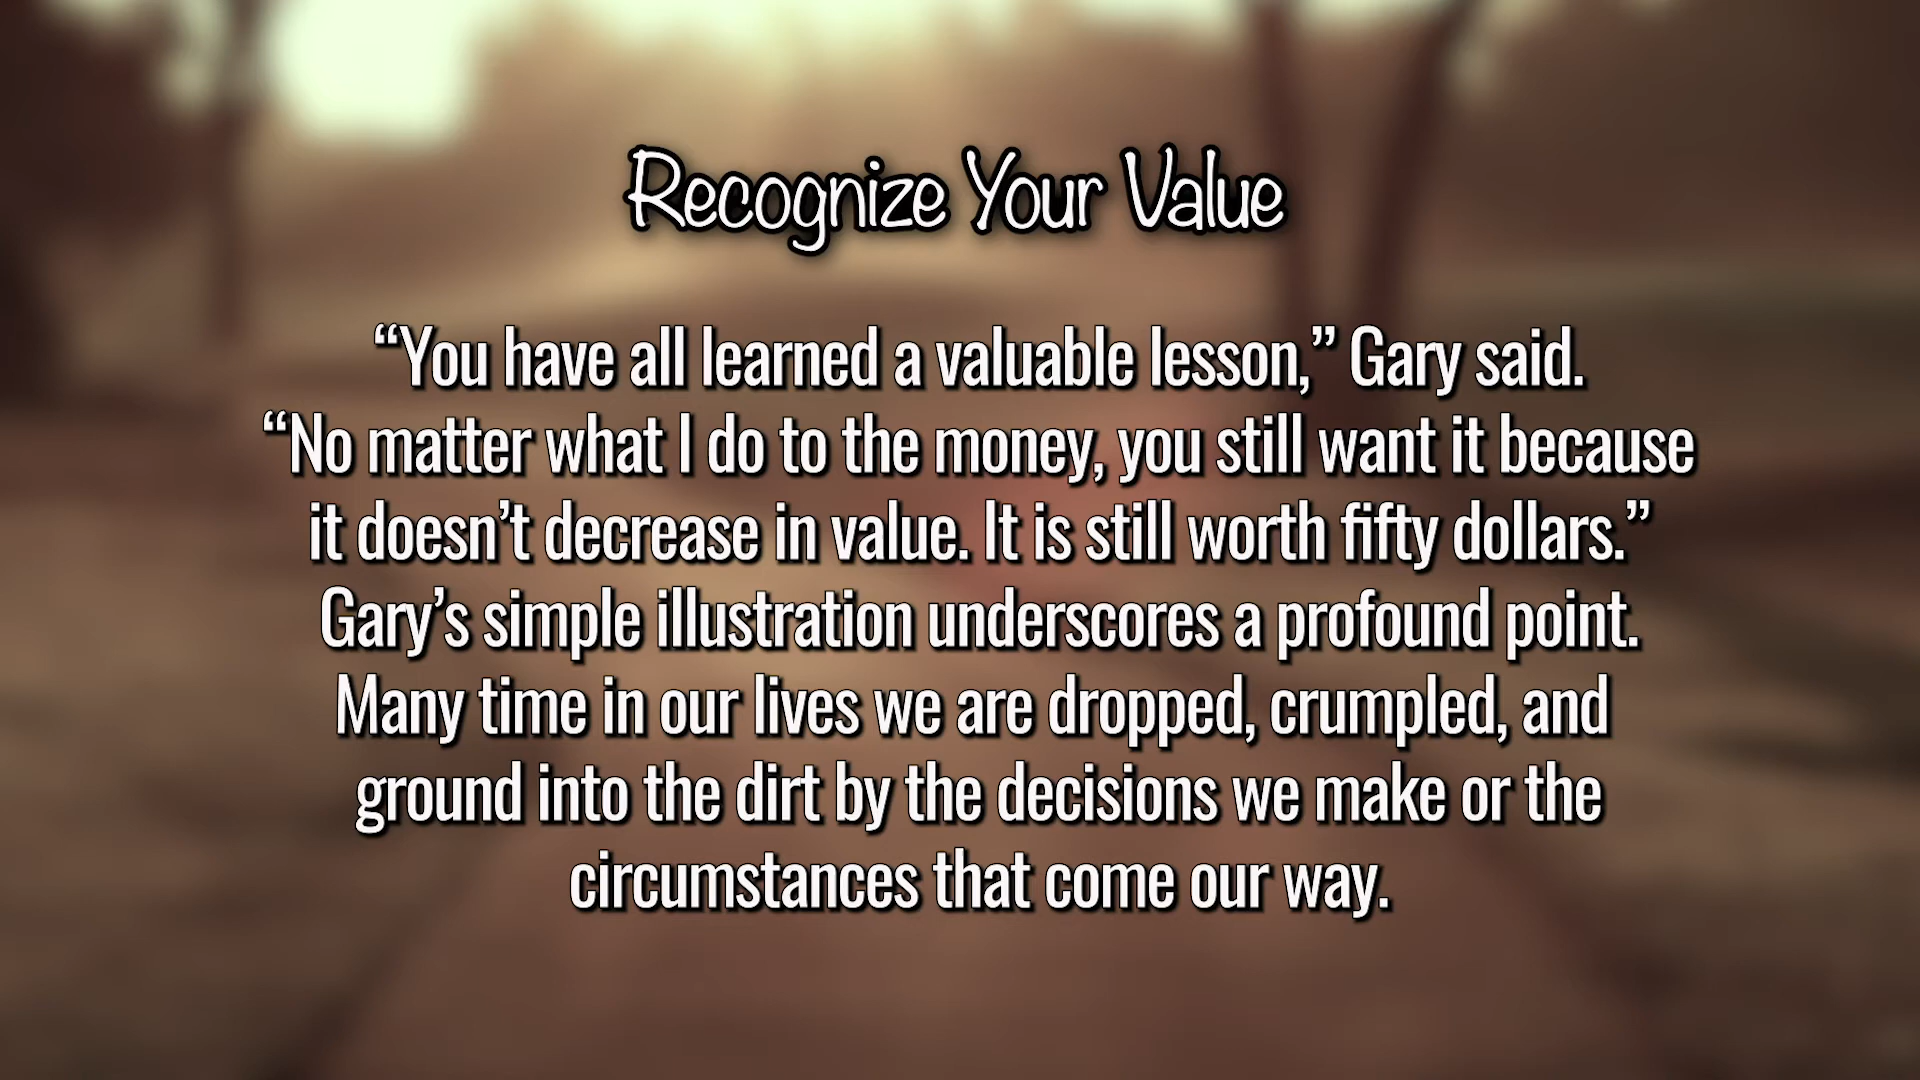 Recognize Your Value
“You have all learned a valuable lesson,” Gary said.
“No matter what I do to the money, you still want it because
it doesn’t decrease in value. It is still worth fifty dollars.”
Gary’s simple illustration underscores a profound point.
Many time in our lives we are dropped, crumpled, and
ground into the dirt by the decisions we make or the
circumstances that come our way.